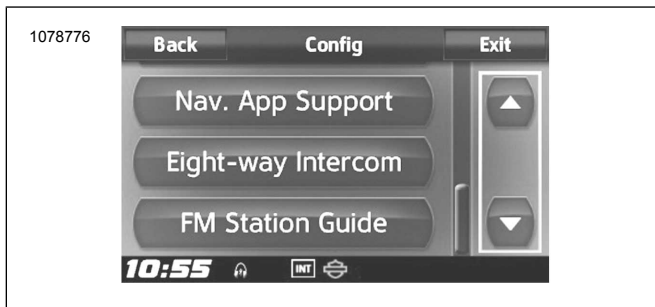 1078776
Back Config Exit
Nav. App Support
Eight-way Intercom
FM Station Guide
10:55 INT